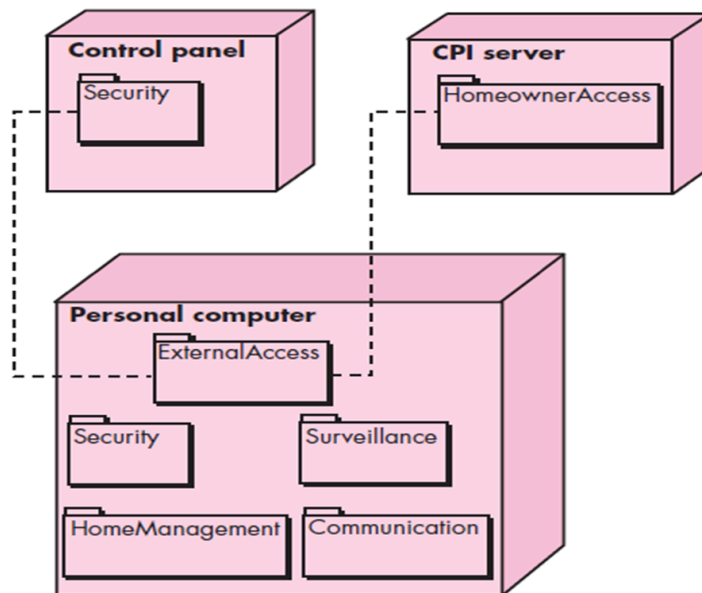 Control panel
Security
CPI server
HomeownerAccess
Personal computer
ExternalAccess
Security
Surveillance
HomeManagement
Communication